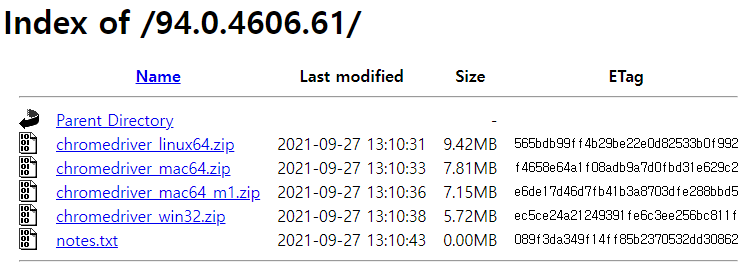 Index of /94.0.4606.61/
Name Last modified Size ETag
Parent Directory -
chromedriver_linux64.zip 2021-09-27 13:10:31 9.42MB 565bdb99ff4b29be22e0d82533b0f992
chromedriver_mac64.zip 2021-09-27 13:10:33 7.81MB f4658e64a1f08adb9a7d0fbd31e629c2
chromedriver_mac64_m1.zip 2021-09-27 13:10:36 7.15MB e6de17d46d7fb41b3a8703dfe288bbd5
chromedriver_win32.zip 2021-09-27 13:10:38 5.72MB ec5ce24a21249391fe6c3ee256bc811f
notes.txt 2021-09-27 13:10:43 0.00MB 089f3da349f14ff85b2370532dd30862